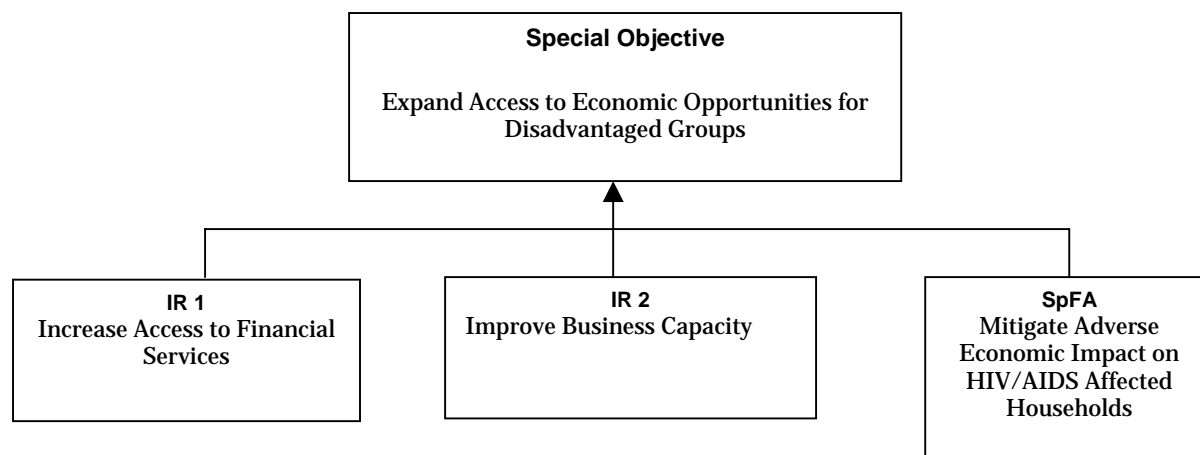 Special Objective
Expand Access to Economic Opportunities for
Disadvantaged Groups
IR 1
Increase Access to Financial
Services
IR 2
Improve Business Capacity
SpFA
Mitigate Adverse
Economic Impact on
HIV/AIDS Affected
Households